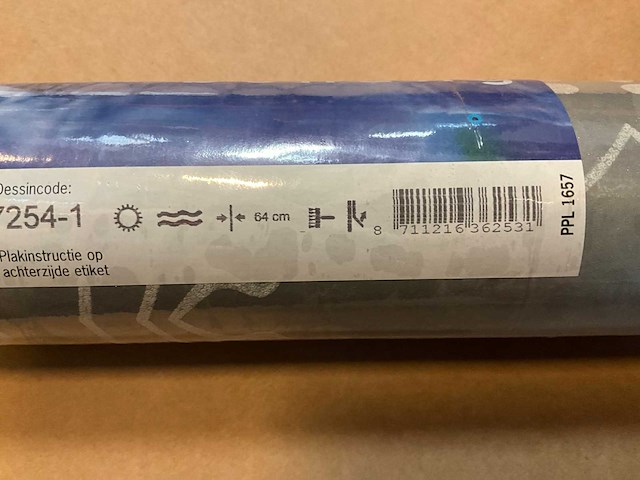 Dessincode:
7254-1
64 cm
8 711216 362531
PPL 1657
Plakinstructie op
achterzijde etiket